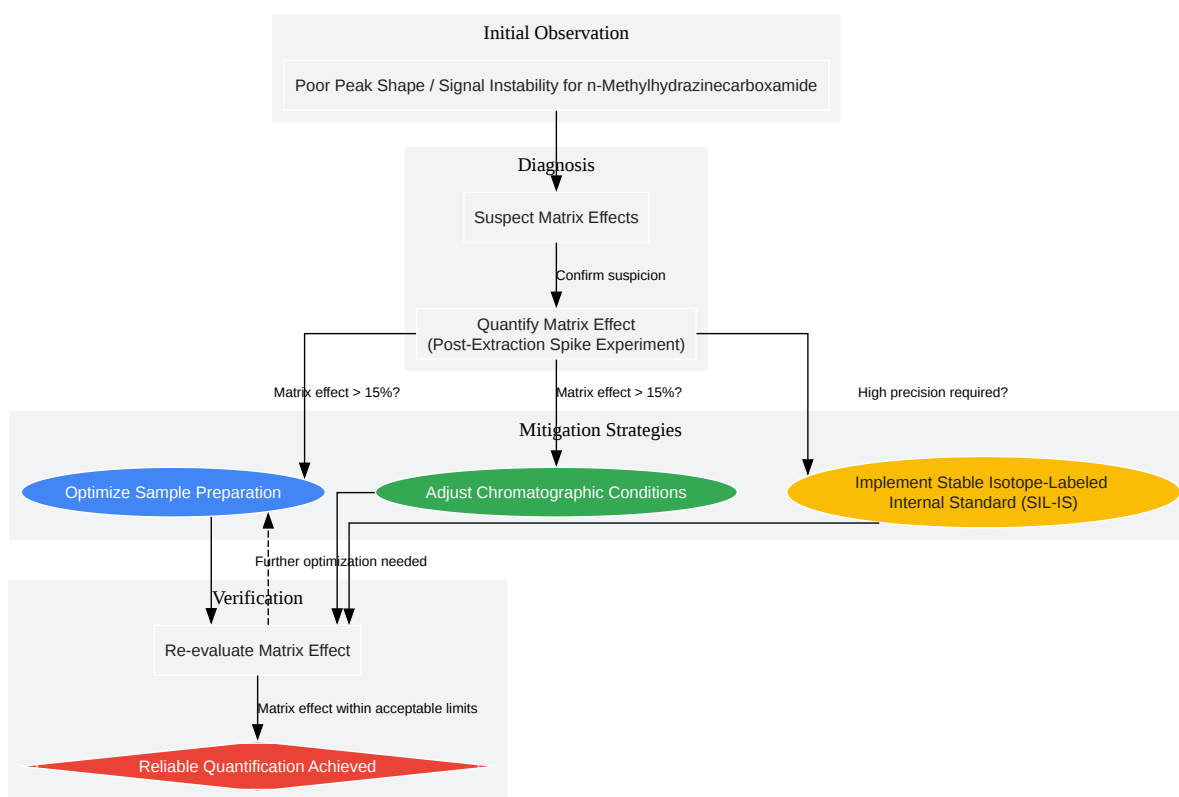 Initial Observation
Poor Peak Shape / Signal Instability for n-Methylhydrazinecarboxamide
Diagnosis
Suspect Matrix Effects
Confirm suspicion
Quantify Matrix Effect
(Post-Extraction Spike Experiment)
Matrix effect > 15%?
Matrix effect > 15%?
High precision required?
Mitigation Strategies
Optimize Sample Preparation
Adjust Chromatographic Conditions
Implement Stable Isotope-Labeled
Internal Standard (SIL-IS)
Further optimization needed
Verification
Re-evaluate Matrix Effect
Matrix effect within acceptable limits
Reliable Quantification Achieved